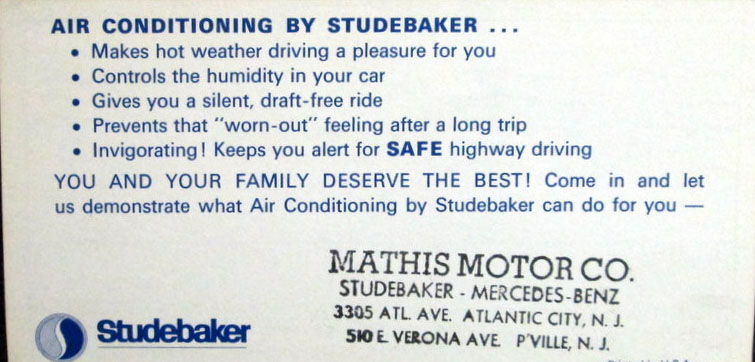 AIR CONDITIONING BY STUDEBAKER ...
• Makes hot weather driving a pleasure for you
• Controls the humidity in your car
• Gives you a silent, draft-free ride
• Prevents that "worn-out" feeling after a long trip
• Invigorating! Keeps you alert for SAFE highway driving
YOU AND YOUR FAMILY DESERVE THE BEST! Come in and let
us demonstrate what Air Conditioning by Studebaker can do for you —
MATHIS MOTOR CO.
STUDEBAKER - MERCEDES-BENZ
3305 ATL. AVE. ATLANTIC CITY, N. J.
510 E. VERONA AVE. P'VILLE, N. J.
Studebaker